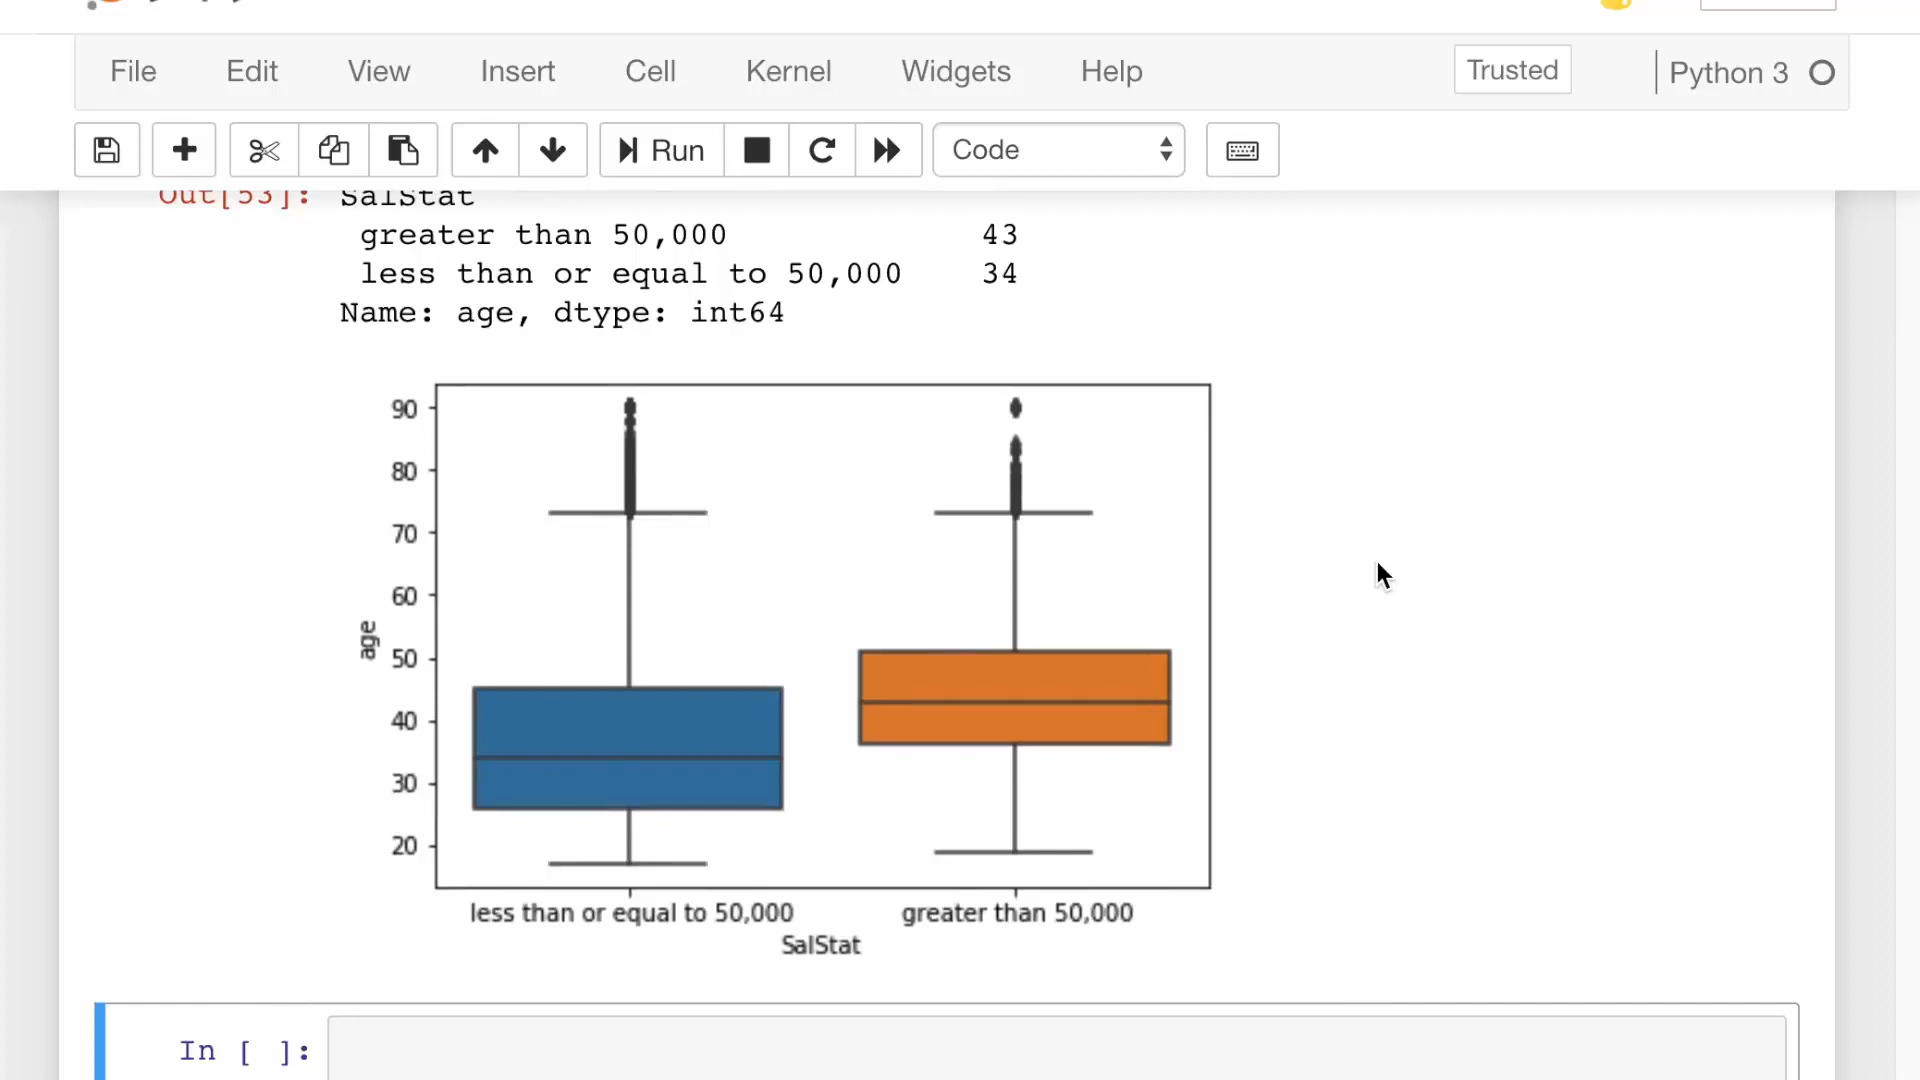 File Edit View Insert Cell Kernel Widgets Help Trusted Python 3
Run Code
Out[53]: SalStat
greater than 50,000 43
less than or equal to 50,000 34
Name: age, dtype: int64
90
80
70
60
50
40
30
20
age
less than or equal to 50,000 greater than 50,000
SalStat
In [ ]: